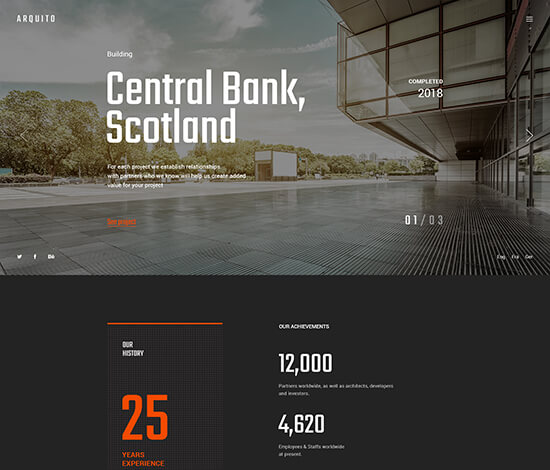 ARQUITO
Building
Central Bank,
Scotland
COMPLETED
2018
For each project we establish relationships
with partners who we know will help us create added
value for your project
See project
01 / 03
Eng Fra Ger
OUR
HISTORY
25
YEARS
EXPERIENCE
OUR ACHIEVEMENTS
12,000
Partners worldwide, as well as architects, developers
and investors.
4,620
Employees & Staffs worldwide
at present.